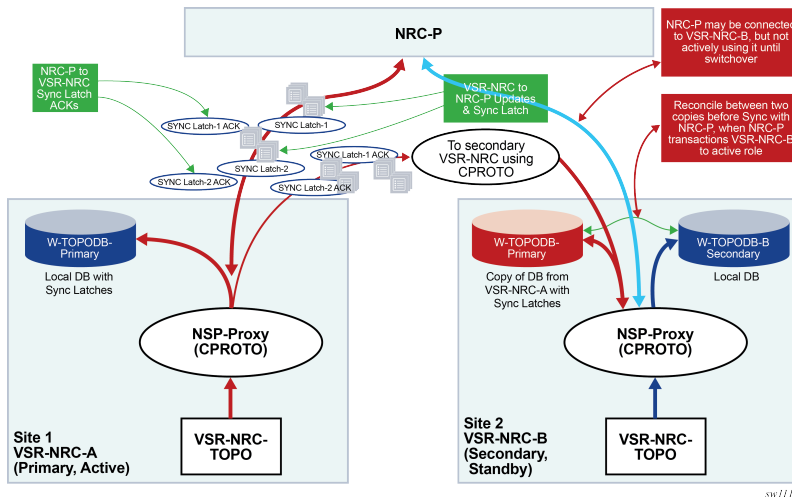 NRC-P
NRC-P to
VSR-NRC
Sync Latch
ACKs
VSR-NRC to
NRC-P Updates
& Sync Latch
NRC-P may be connected
to VSR-NRC-B, but not
actively using it until
switchover
Reconcile between two
copies before Sync with
NRC-P, when NRC-P
transactions VSR-NRC-B
to active role
SYNC Latch-1 ACK
SYNC Latch-1
SYNC Latch-2
SYNC Latch-2 ACK
SYNC Latch-1 ACK
SYNC Latch-2 ACK
To secondary
VSR-NRC using
CPROTO
W-TOPODB-
Primary
Local DB with
Sync Latches
NSP-Proxy
(CPROTO)
VSR-NRC-
TOPO
Site 1
VSR-NRC-A
(Primary, Active)
W-TOPODB-
Primary
Copy of DB from
VSR-NRC-A with
Sync Latches
W-TOPODB-B
Secondary
Local DB
NSP-Proxy
(CPROTO)
VSR-NRC-
TOPO
Site 2
VSR-NRC-B
(Secondary,
Standby)